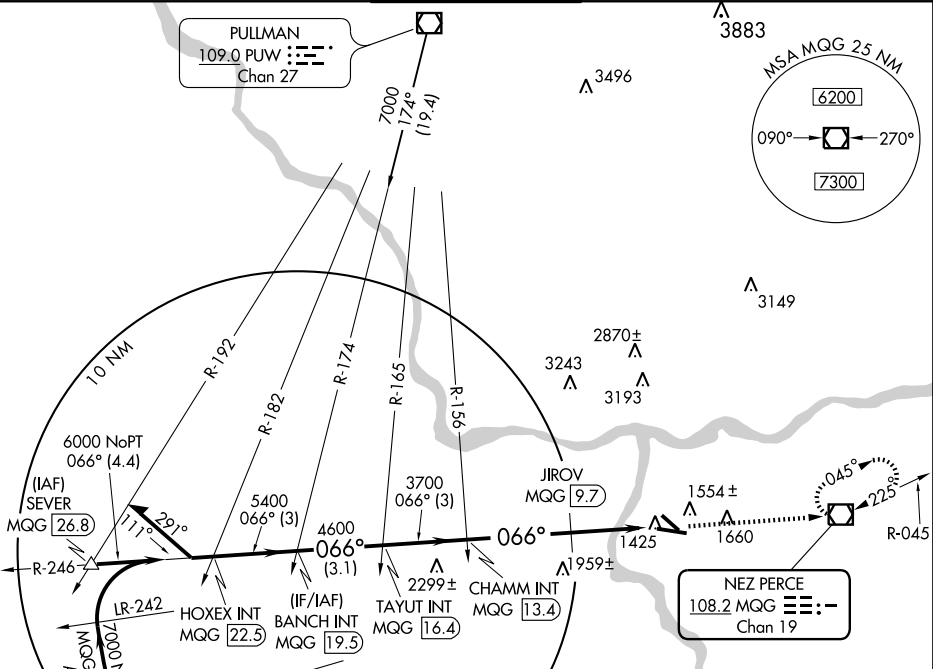 PULLMAN
109.0 PUW
Chan 27
7000
174°
(19.4)
3883
3496
MSA MQG 25 NM
6200
090°
270°
7300
3149
2870±
3243
3193
10 NM
R-192
R-182
R-174
R-165
R-156
6000 NoPT
066° (4.4)
(IAF)
SEVER
MQG 26.8
111°
291°
5400
066° (3)
4600
066°
(3.1)
3700
066° (3)
066°
JIROV
MQG 9.7
1554±
1425
1660
045°
225°
R-045
R-246
LR-242
HOXEX INT
MQG 22.5
(IF/IAF)
BANCH INT
MQG 19.5
2299±
TAYUT INT
MQG 16.4
CHAMM INT
MQG 13.4
1959±
NEZ PERCE
108.2 MQG
Chan 19
7000
MQG